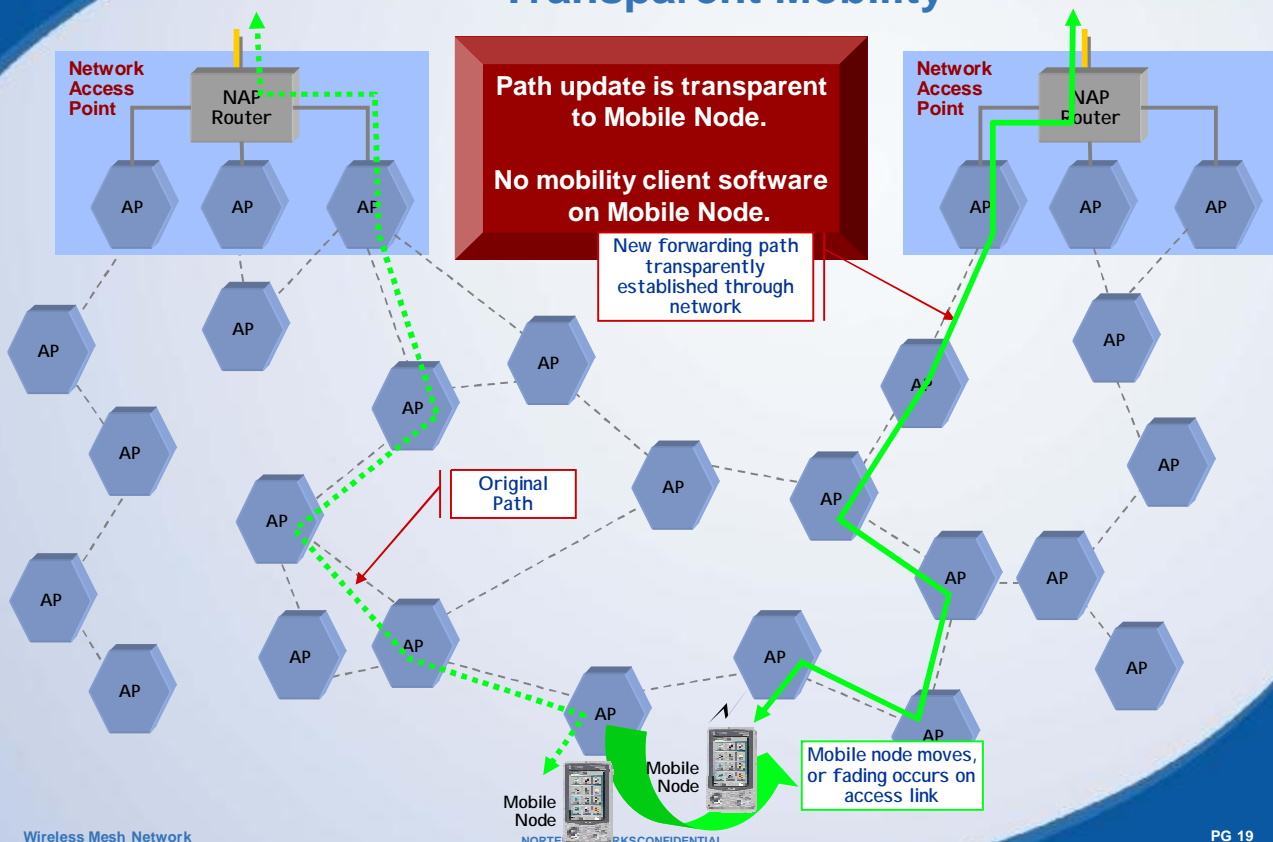 Transparent Mobility
Network
Access
Point
NAP
Router
AP
AP
AP
Path update is transparent
to Mobile Node.
No mobility client software
on Mobile Node.
Network
Access
Point
NAP
Router
AP
AP
AP
New forwarding path
transparently
established through
network
AP
AP
AP
AP
AP
AP
AP
AP
AP
Original
Path
AP
AP
AP
AP
AP
AP
AP
AP
AP
AP
AP
AP
AP
AP
Mobile
Node
Mobile
Node
Mobile node moves,
or fading occurs on
access link
Wireless Mesh Network
CONFIDENTIAL
PG 19